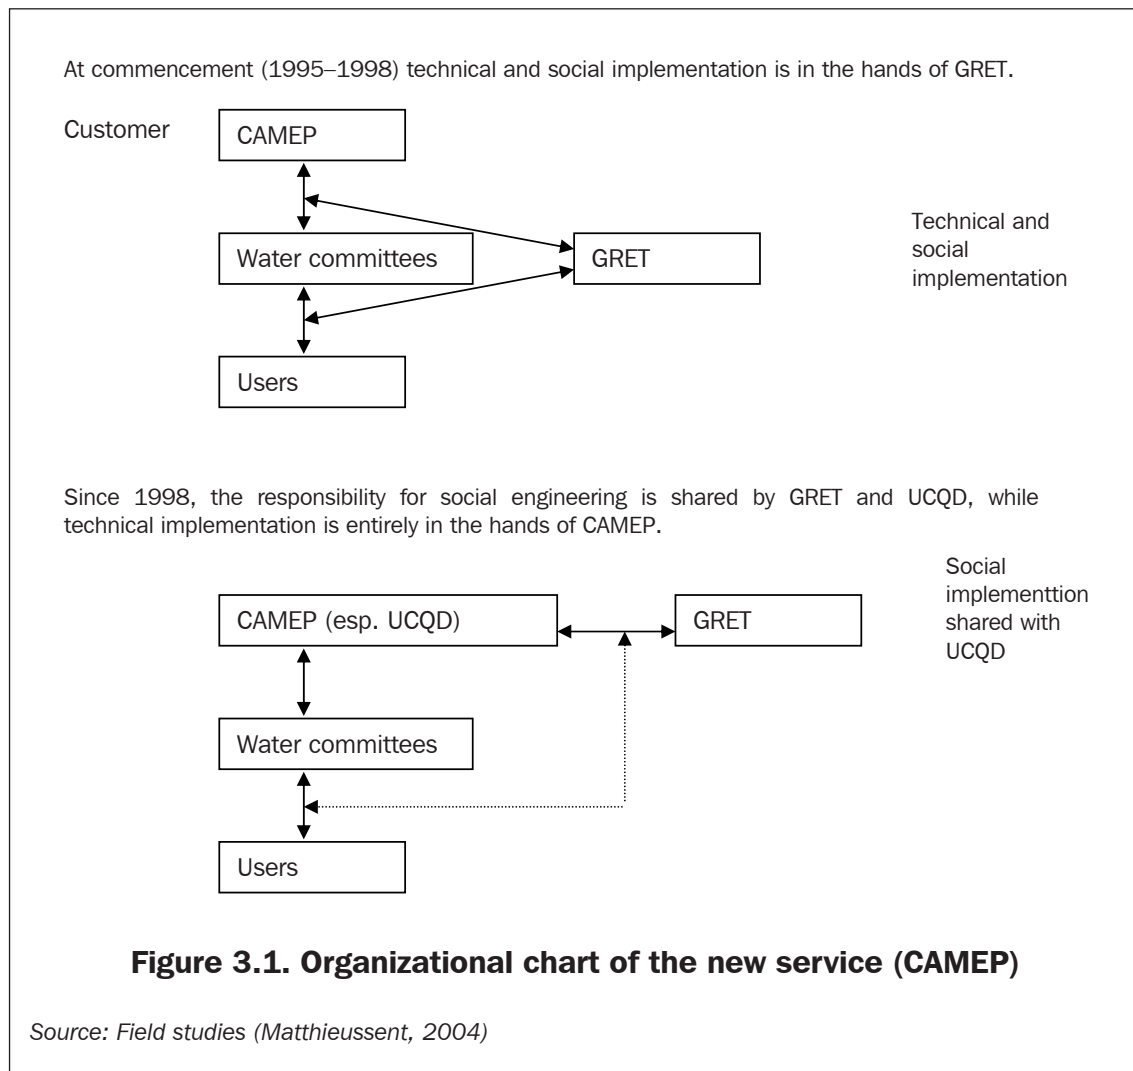 At commencement (1995–1998) technical and social implementation is in the hands of GRET.
Customer
CAMEP
Water committees
GRET
Technical and
social
implementation
Users
Since 1998, the responsibility for social engineering is shared by GRET and UCQD, while
technical implementation is entirely in the hands of CAMEP.
CAMEP (esp. UCQD)
GRET
Social
implementtion
shared with
UCQD
Water committees
Users
Figure 3.1. Organizational chart of the new service (CAMEP)
Source: Field studies (Matthieussent, 2004)